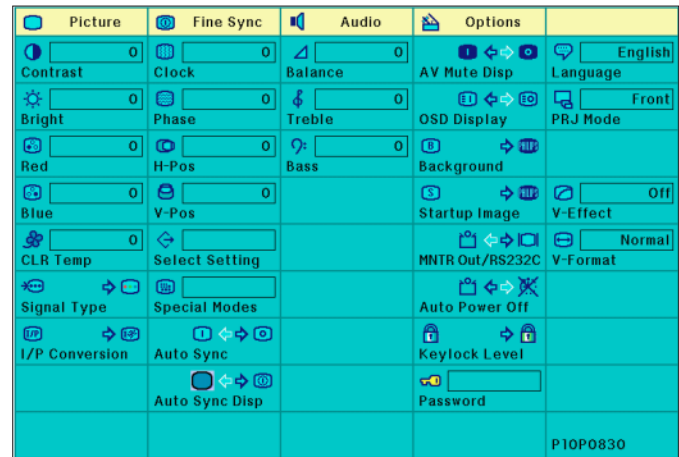 Picture Fine Sync Audio Options
0 0 0 English
Contrast Clock Balance AV Mute Disp Language
0 0 0 Front
Bright Phase Treble OSD Display PRJ Mode
0 0 0
Red H-Pos Bass Background
0 0 Off
Blue V-Pos Startup Image V-Effect
0 Normal
CLR Temp Select Setting MNTR Out/RS232C V-Format
Signal Type Special Modes Auto Power Off
I/P Conversion Auto Sync Keylock Level
Auto Sync Disp Password
P10P0830